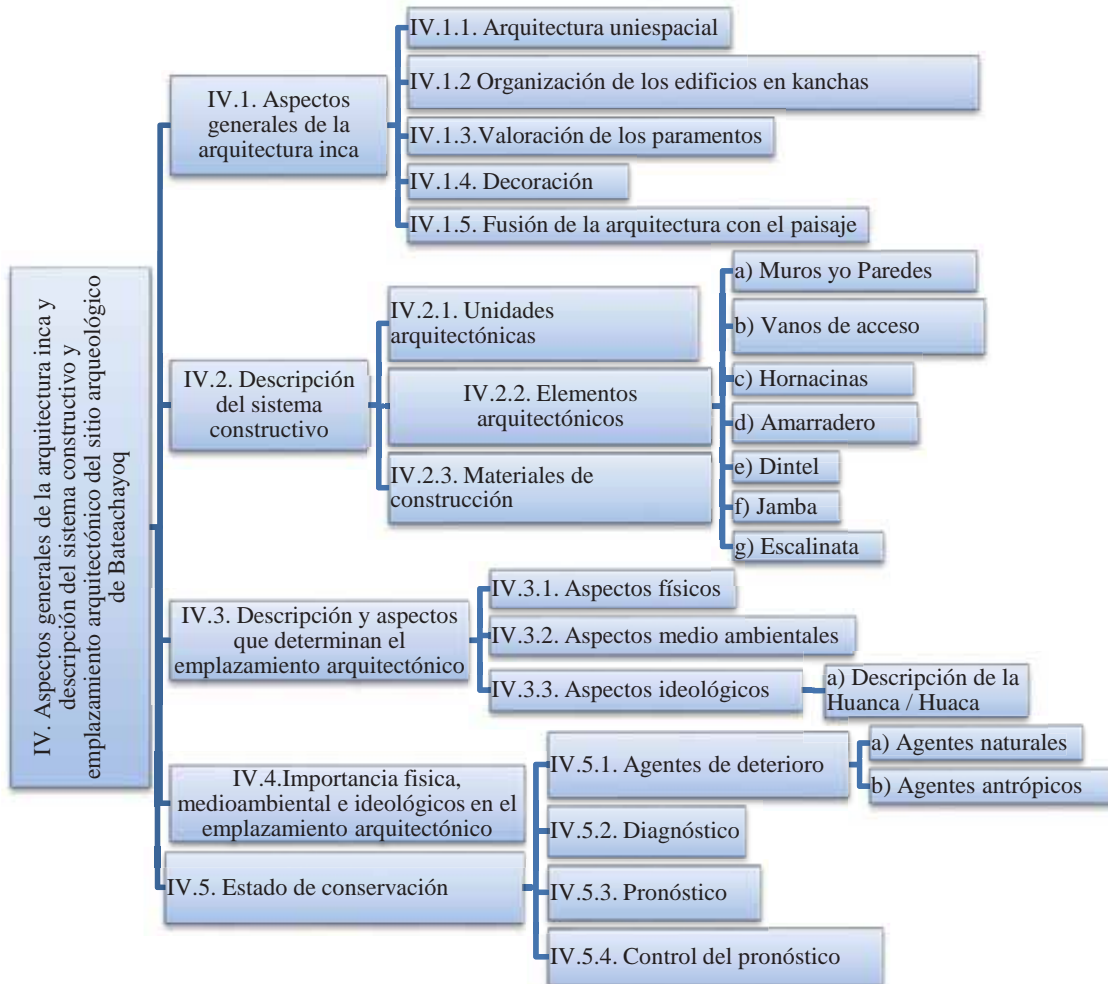 IV. Aspectos generales de la arquitectura inca y
descripción del sistema constructivo y
emplazamiento arquitectónico del sitio arqueológico
de Bateachayoq
IV.1. Aspectos
generales de la
arquitectura inca
IV.1.1. Arquitectura uniespacial
IV.1.2 Organización de los edificios en kanchas
IV.1.3.Valoración de los paramentos
IV.1.4. Decoración
IV.1.5. Fusión de la arquitectura con el paisaje
IV.2. Descripción
del sistema
constructivo
IV.2.1. Unidades
arquitectónicas
IV.2.2. Elementos
arquitectónicos
a) Muros yo Paredes
b) Vanos de acceso
c) Hornacinas
d) Amarradero
e) Dintel
f) Jamba
g) Escalinata
IV.2.3. Materiales de
construcción
IV.3. Descripción y aspectos
que determinan el
emplazamiento arquitectónico
IV.3.1. Aspectos físicos
IV.3.2. Aspectos medio ambientales
IV.3.3. Aspectos ideológicos
a) Descripción de la
Huanca / Huaca
IV.4.Importancia fisica,
medioambiental e ideológicos en el
emplazamiento arquitectónico
IV.5. Estado de conservación
IV.5.1. Agentes de deterioro
a) Agentes naturales
b) Agentes antrópicos
IV.5.2. Diagnóstico
IV.5.3. Pronóstico
IV.5.4. Control del pronóstico